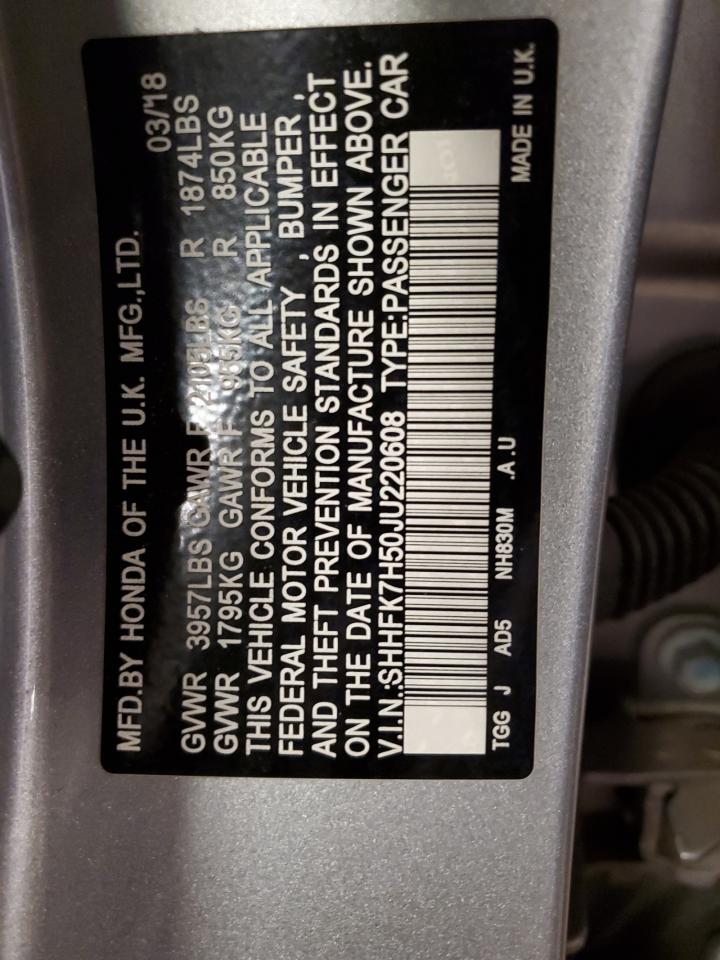 MFD.BY HONDA OF THE U.K. MFG.,LTD. 03/'18
GVWR 3957LBS GAWR F 2105LBS R 1874LBS
GVWR 1795KG GAWR F 955KG R 850KG
THIS VEHICLE CONFORMS TO ALL APPLICABLE
FEDERAL MOTOR VEHICLE SAFETY , BUMPER ,
AND THEFT PREVENTION STANDARDS IN EFFECT
ON THE DATE OF MANUFACTURE SHOWN ABOVE.
V.I.N.:SHHFK7H50JU220608 TYPE:PASSENGER CAR
TGG J AD5 NH830M .A .U MADE IN U.K.